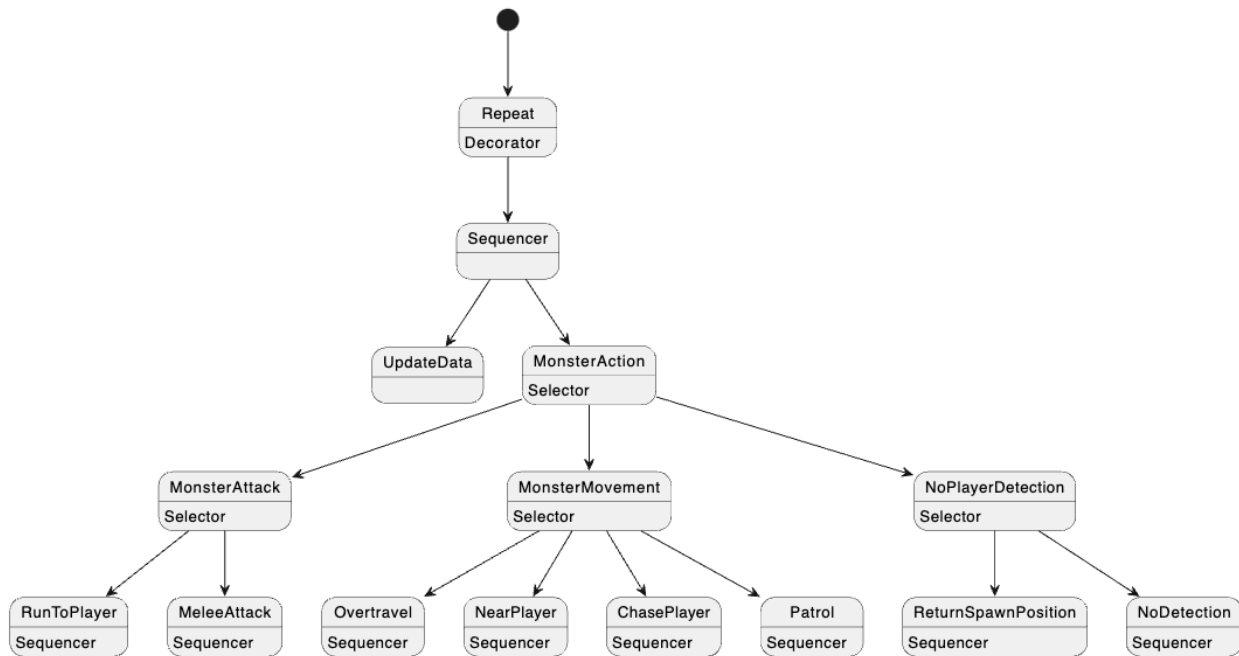 Repeat
Decorator
Sequencer
UpdateData
MonsterAction
Selector
MonsterAttack
Selector
MonsterMovement
Selector
NoPlayerDetection
Selector
RunToPlayer
Sequencer
MeleeAttack
Sequencer
Overtravel
Sequencer
NearPlayer
Sequencer
ChasePlayer
Sequencer
Patrol
Sequencer
ReturnSpawnPosition
Sequencer
NoDetection
Sequencer